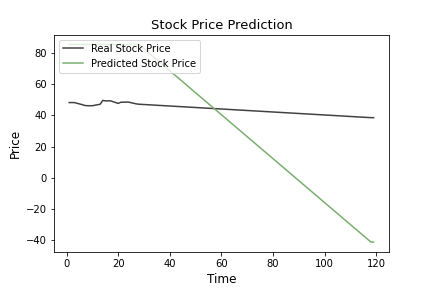 Stock Price Prediction
Real Stock Price
Predicted Stock Price
Price
80
60
40
20
0
−20
−40
0 20 40 60 80 100 120
Time